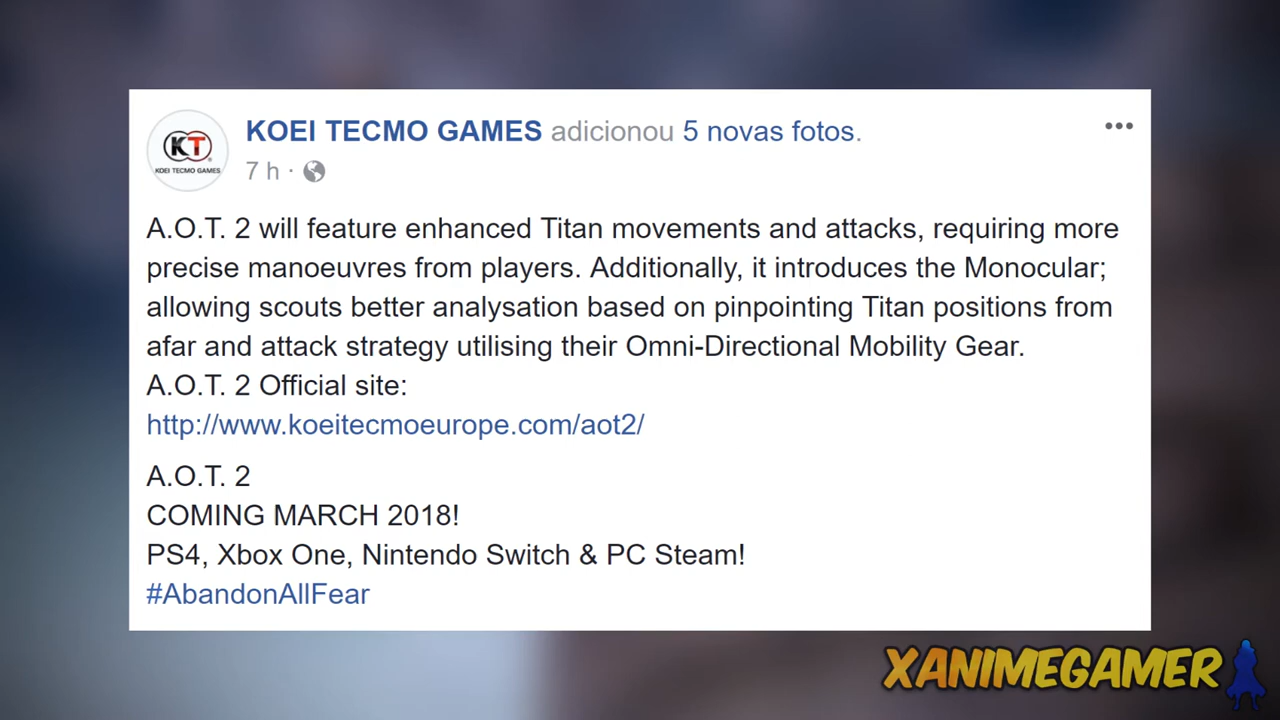 KT
KOEI TECMO GAMES
KOEI TECMO GAMES adicionou 5 novas fotos.
7 h ·
A.O.T. 2 will feature enhanced Titan movements and attacks, requiring more
precise manoeuvres from players. Additionally, it introduces the Monocular;
allowing scouts better analysation based on pinpointing Titan positions from
afar and attack strategy utilising their Omni-Directional Mobility Gear.
A.O.T. 2 Official site:
http://www.koeitecmoeurope.com/aot2/
A.O.T. 2
COMING MARCH 2018!
PS4, Xbox One, Nintendo Switch & PC Steam!
#AbandonAllFear
XANIMEGAMER